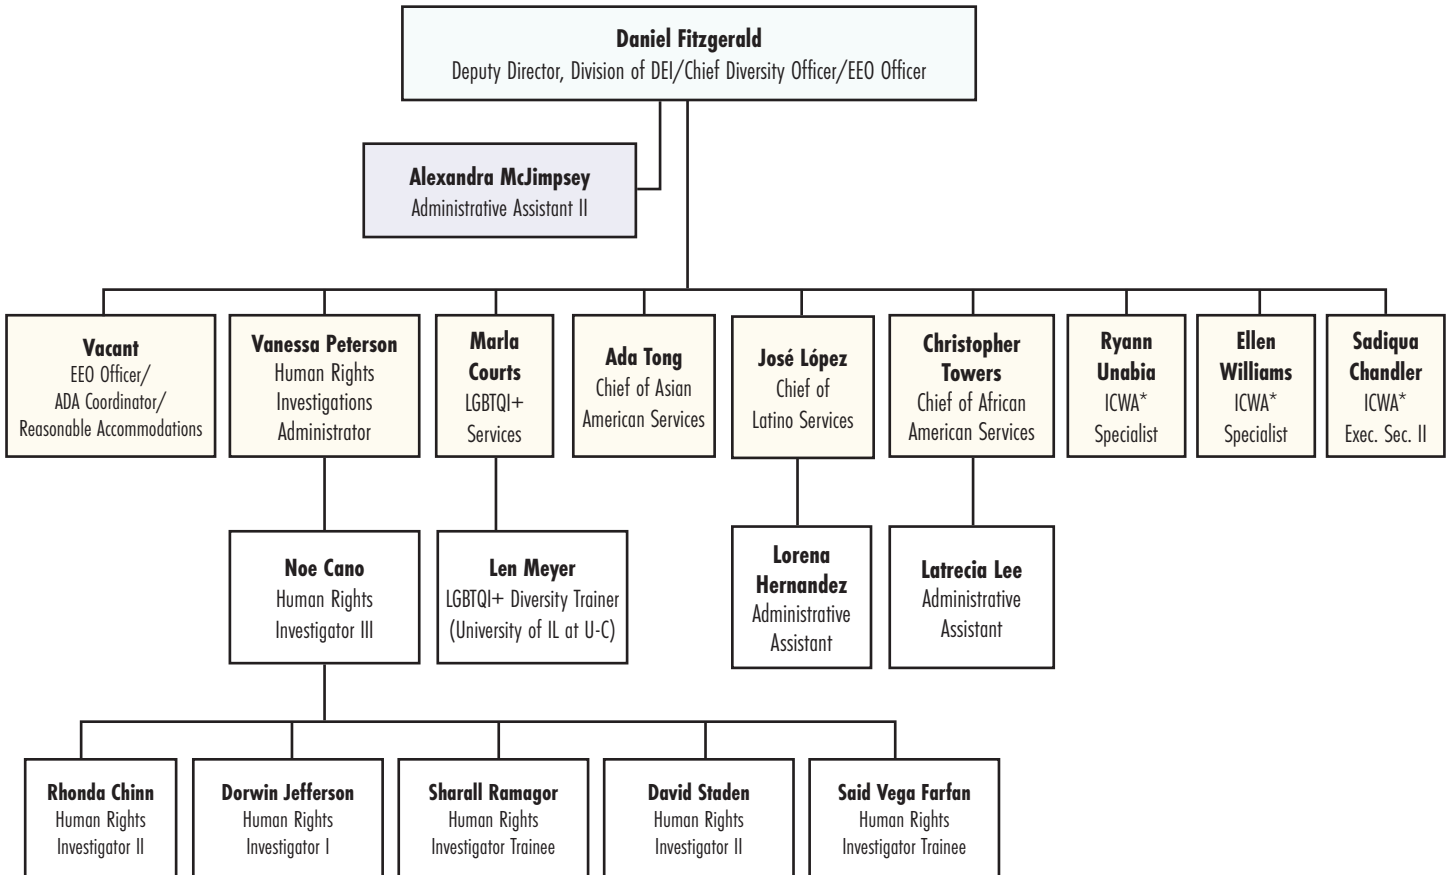 Daniel Fitzgerald
Deputy Director, Division of DEI/Chief Diversity Officer/EEO Officer
Alexandra McJimpsey
Administrative Assistant II
Vacant
EEO Officer/
ADA Coordinator/
Reasonable Accommodations
Vanessa Peterson
Human Rights
Investigations
Administrator
Marla
Courts
LGBTQI+
Services
Ada Tong
Chief of Asian
American Services
José López
Chief of
Latino Services
Christopher
Towers
Chief of African
American Services
Ryann
Unabia
ICWA*
Specialist
Ellen
Williams
ICWA*
Specialist
Sadiqua
Chandler
ICWA*
Exec. Sec. II
Noe Cano
Human Rights
Investigator III
Len Meyer
LGBTQI+ Diversity Trainer
(University of IL at U-C)
Lorena
Hernandez
Administrative
Assistant
Latrecia Lee
Administrative
Assistant
Rhonda Chinn
Human Rights
Investigator II
Dorwin Jefferson
Human Rights
Investigator I
Sharall Ramagor
Human Rights
Investigator Trainee
David Staden
Human Rights
Investigator II
Said Vega Farfan
Human Rights
Investigator Trainee